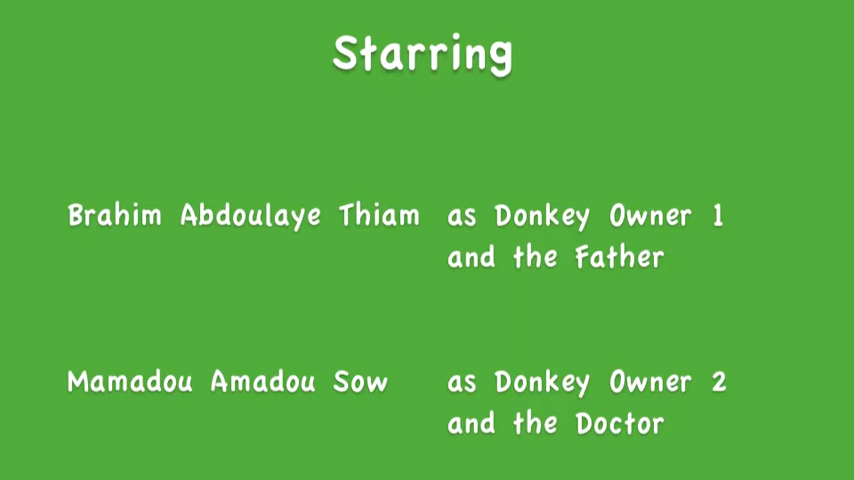 Starring
Brahim Abdoulaye Thiam as Donkey Owner 1
and the Father
Mamadou Amadou Sow as Donkey Owner 2
and the Doctor